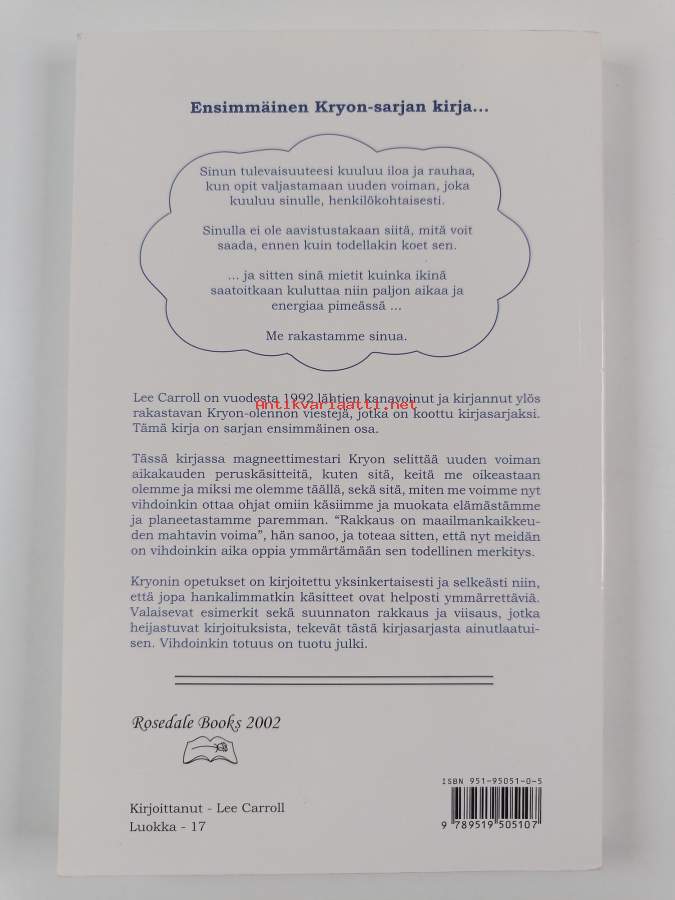 Ensimmäinen Kryon-sarjan kirja...
Sinun tulevaisuuteesi kuuluu iloa ja rauhaa,
kun opit valjastamaan uuden voiman, joka
kuuluu sinulle, henkilökohtaisesti.
Sinulla ei ole aavistustakaan siitä, mitä voit
saada, ennen kuin todellakin koet sen.
... ja sitten sinä mietit kuinka ikinä
saatoitkaan kuluttaa niin paljon aikaa ja
energiaa pimeässä ...
Me rakastamme sinua.
Lee Carroll on vuodesta 1992 lähtien kanavoinut ja kirjannut ylös
Antikvariaatti.net
rakastavan Kryon-olennon viestejä, jotka on koottu kirjasarjaksi.
Tämä kirja on sarjan ensimmäinen osa.
Tässä kirjassa magneettimestari Kryon selittää uuden voiman
aikakauden peruskäsitteitä, kuten sitä, keitä me oikeastaan
olemme ja miksi me olemme täällä, sekä sitä, miten me voimme nyt
vihdoinkin ottaa ohjat omiin käsiimme ja muokata elämästämme
ja planeetastamme paremman. “Rakkaus on maailmankaikkeu-
den mahtavin voima”, hän sanoo, ja toteaa sitten, että nyt meidän
on vihdoinkin aika oppia ymmärtämään sen todellinen merkitys.
Kryonin opetukset on kirjoitettu yksinkertaisesti ja selkeästi niin,
että jopa hankalimmatkin käsitteet ovat helposti ymmärrettäviä.
Valaisevat esimerkit sekä suunnaton rakkaus ja viisaus, jotka
heijastuvat kirjoituksista, tekevät tästä kirjasarjasta ainutlaatui-
sen. Vihdoinkin totuus on tuotu julki.
Rosedale Books 2002
ISBN 951-95051-0-5
Kirjoittanut - Lee Carroll
Luokka - 17
9 789519 505107